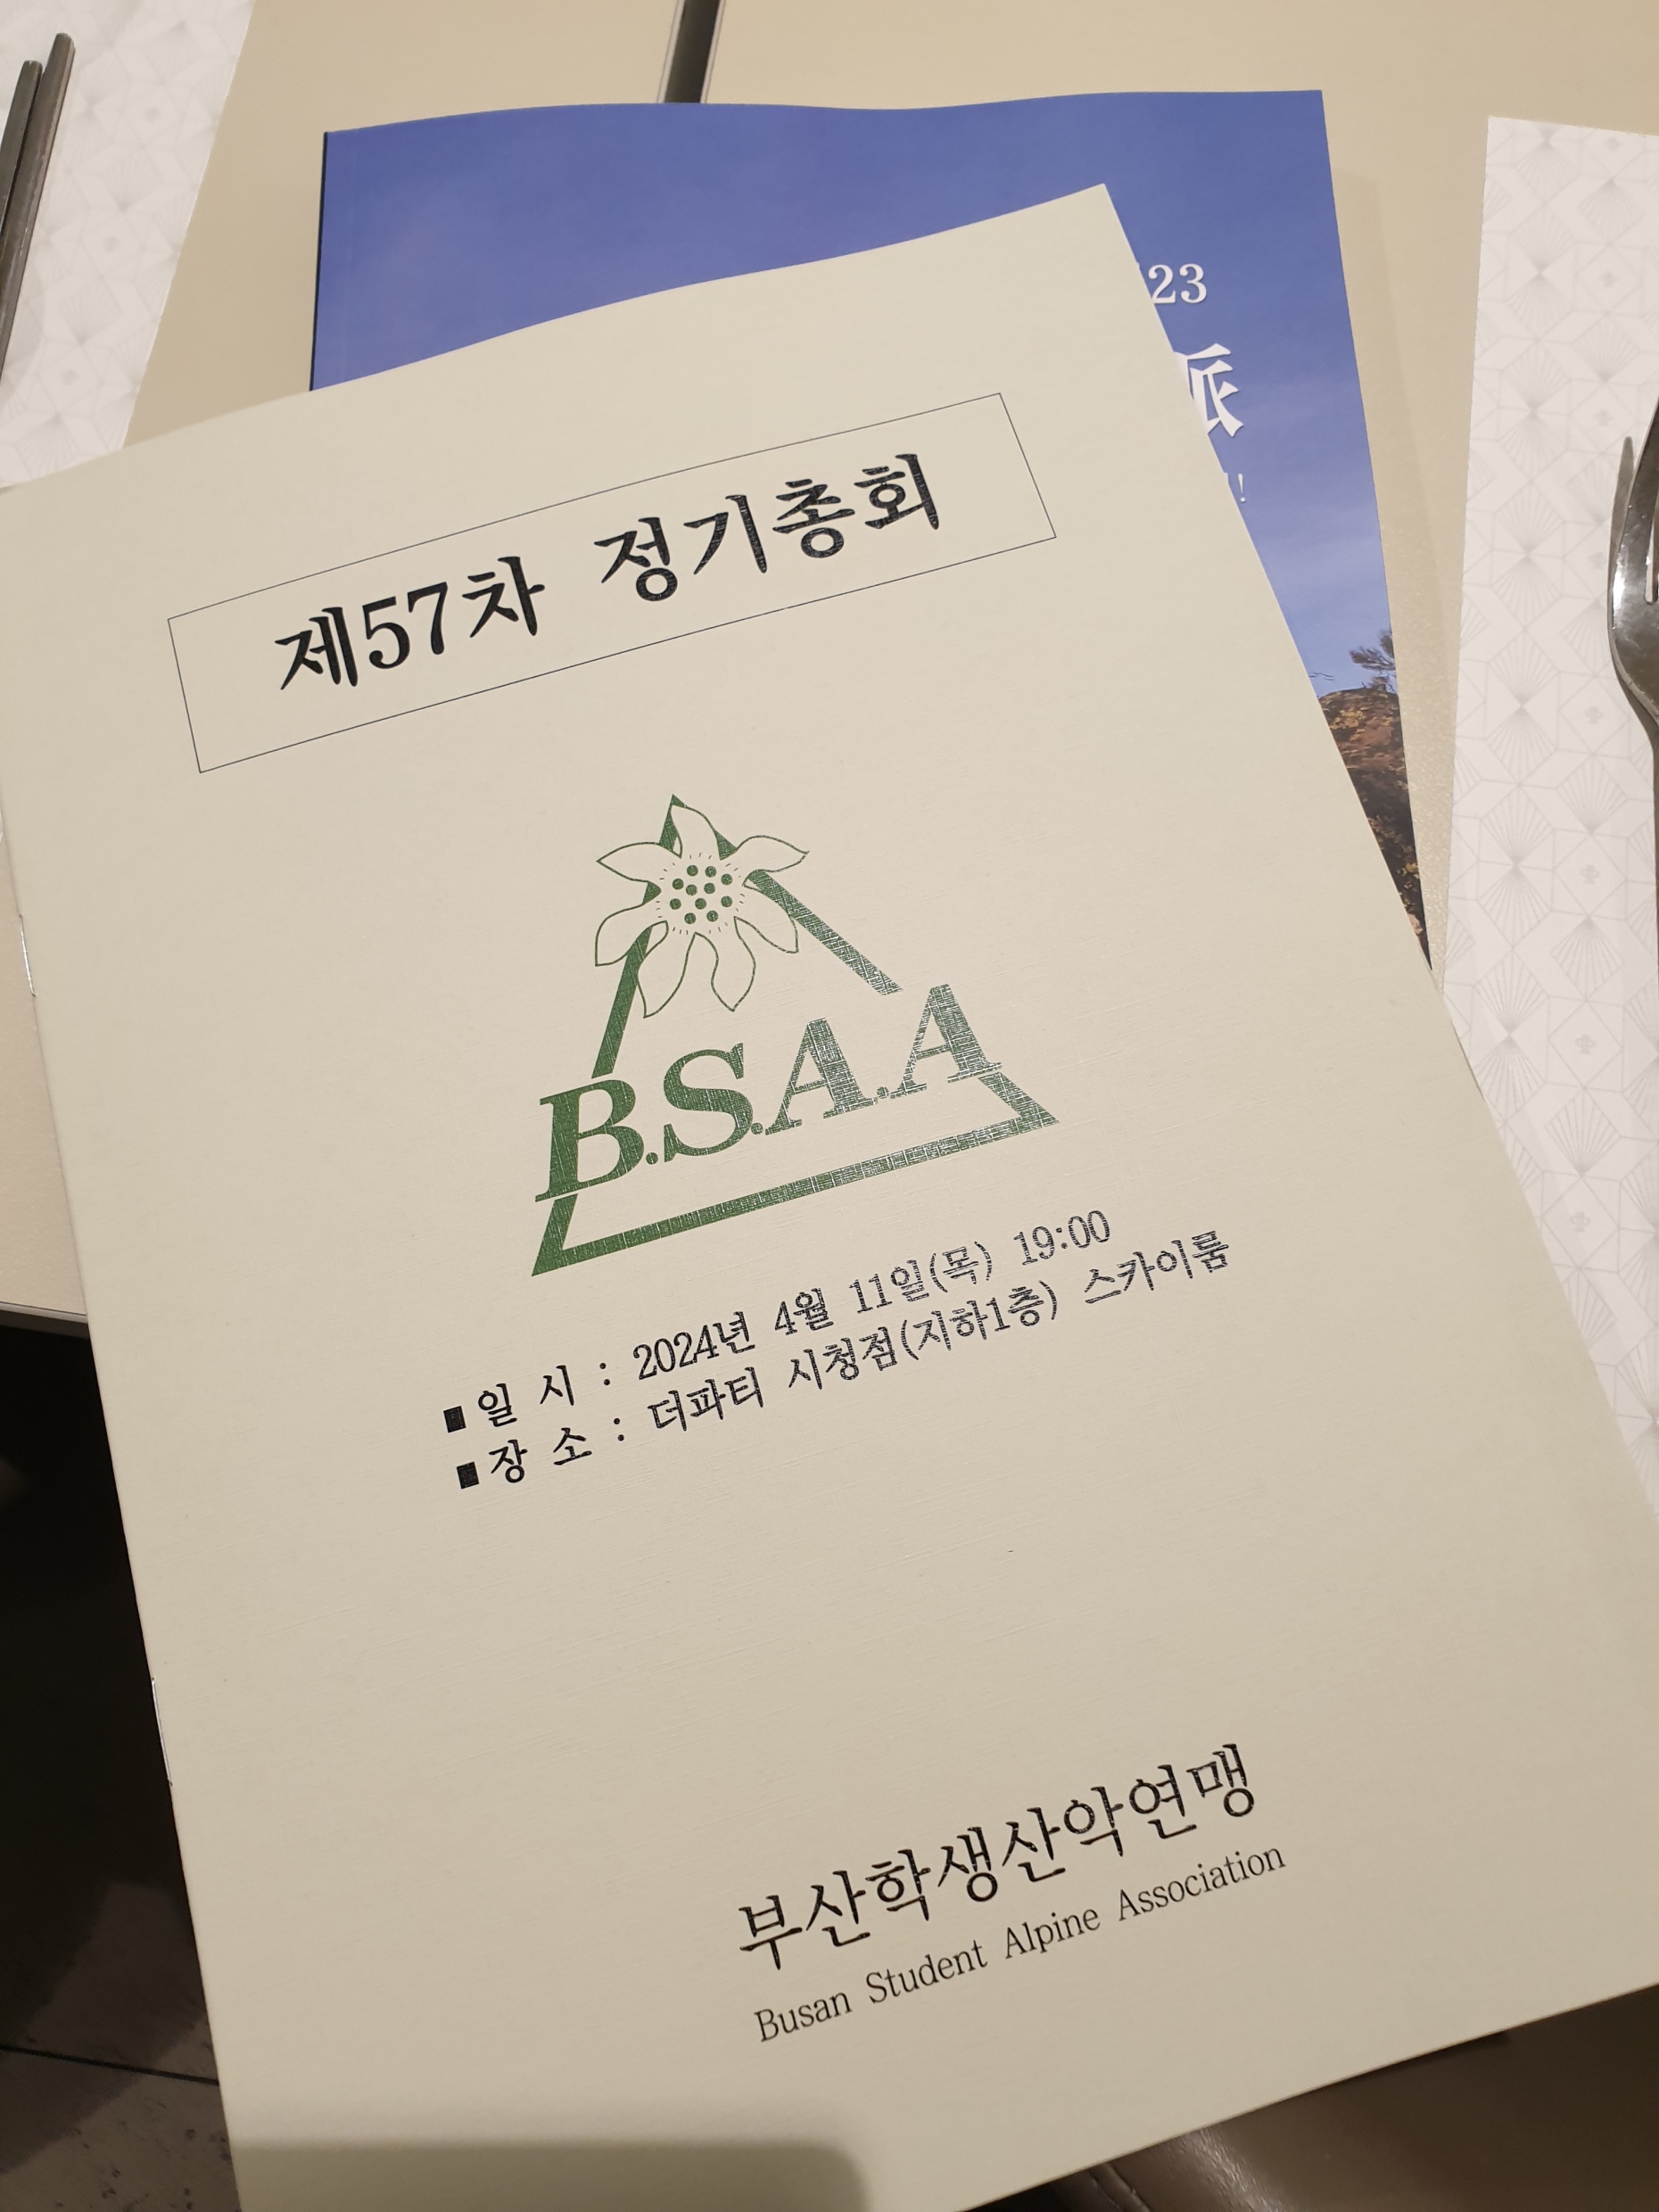 23
派
!
제57차 정기총회
B.S.A.A
■일 시 : 2024년 4월 11일(목) 19:00
■장 소 : 더파티 시청점(지하1층) 스카이룸
부산학생산악연맹
Busan Student Alpine Association